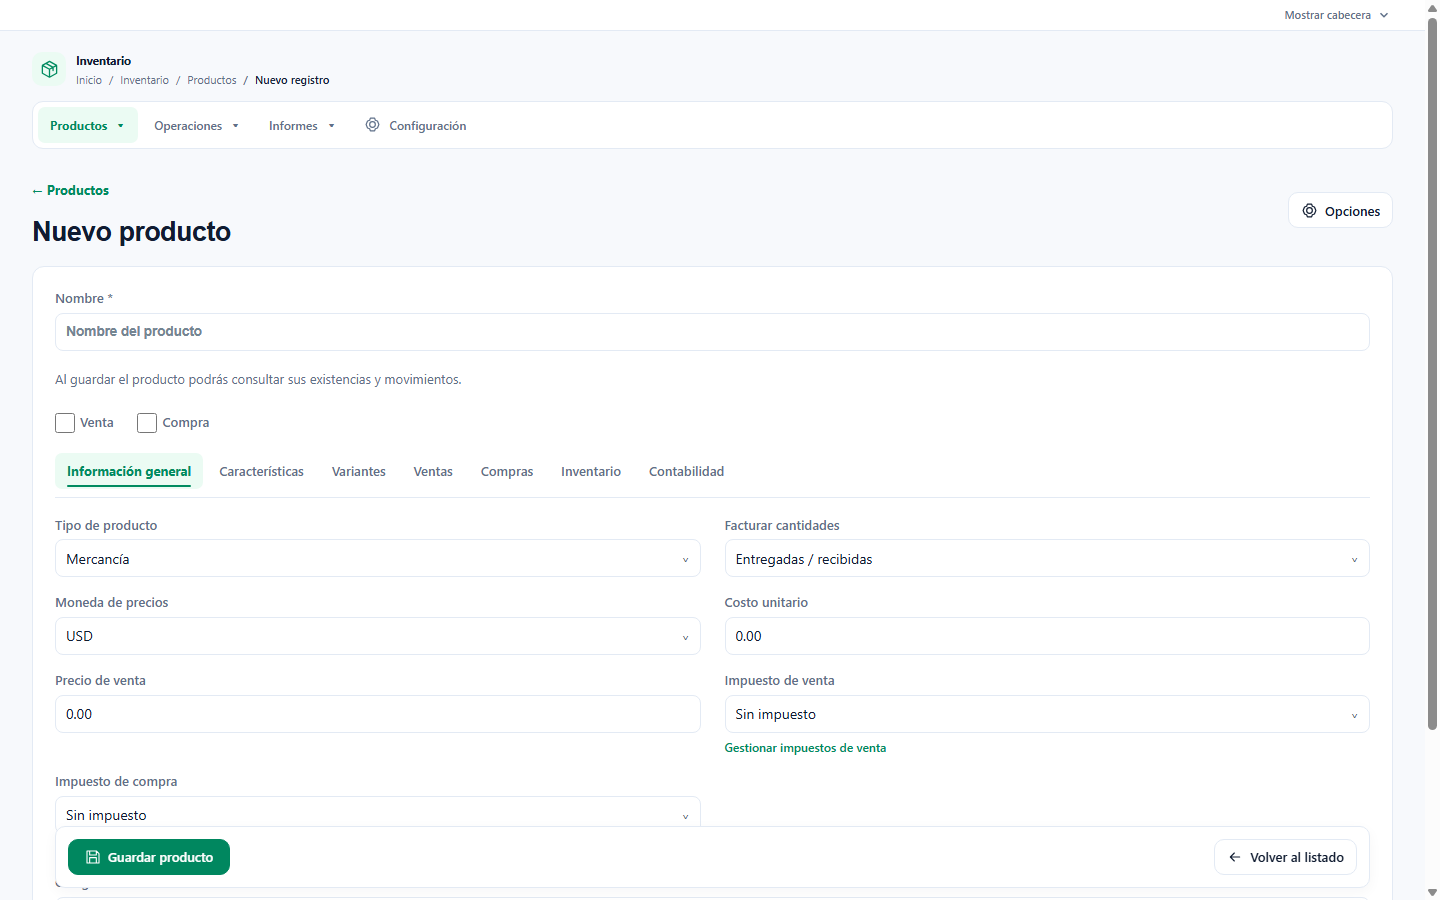 Mostrar cabecera
Inventario
Inicio / Inventario / Productos / Nuevo registro
Productos Operaciones Informes Configuración
← Productos
Opciones
Nuevo producto
Nombre *
Nombre del producto
Al guardar el producto podrás consultar sus existencias y movimientos.
Venta Compra
Información general Características Variantes Ventas Compras Inventario Contabilidad
Tipo de producto Facturar cantidades
Mercancía Entregadas / recibidas
Moneda de precios Costo unitario
USD 0.00
Precio de venta Impuesto de venta
0.00 Sin impuesto
Gestionar impuestos de venta
Impuesto de compra
Sin impuesto
Guardar producto ← Volver al listado